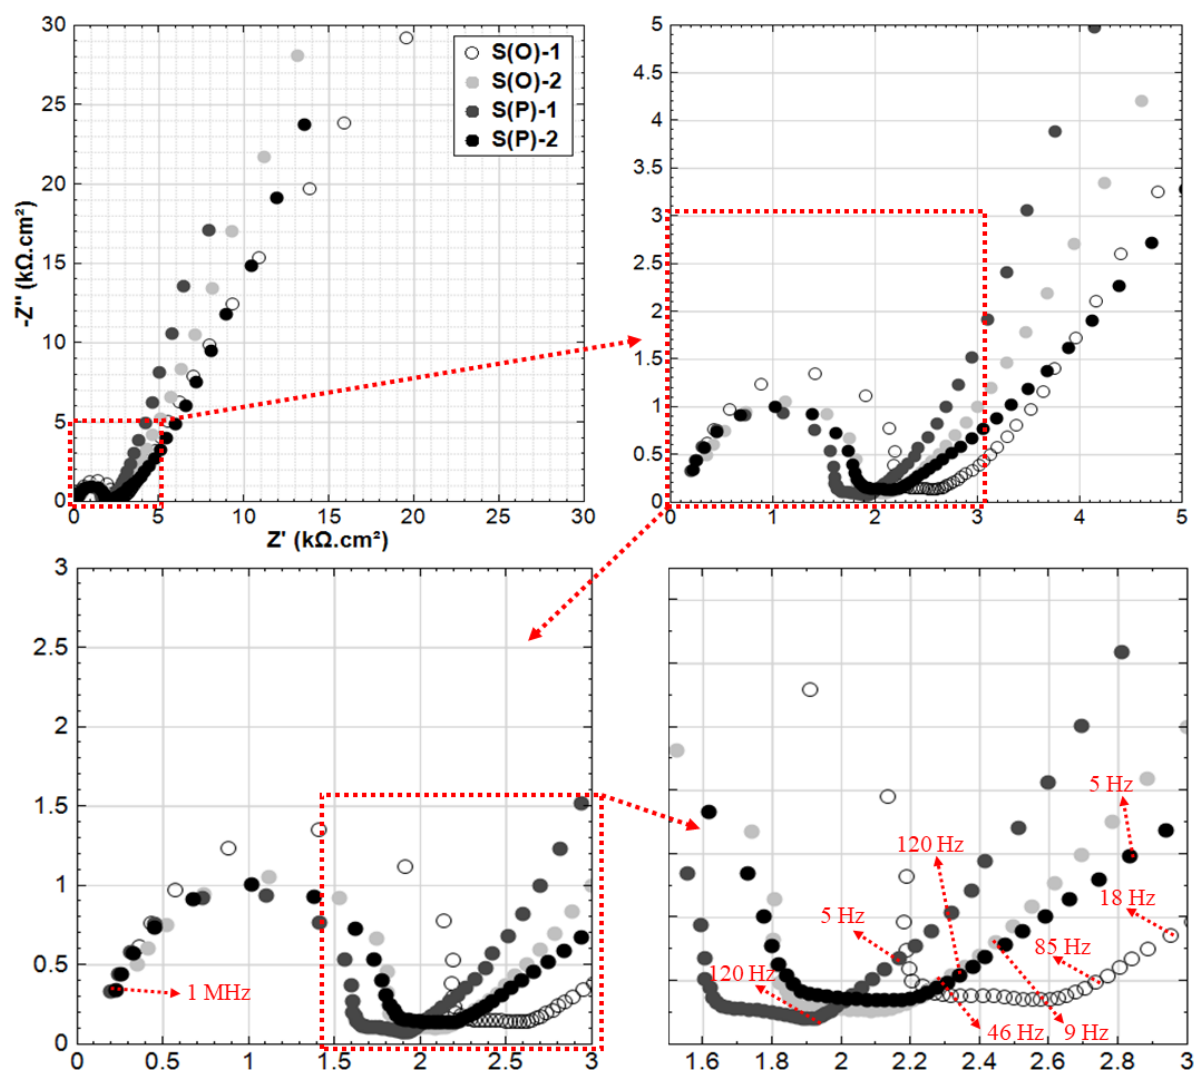 30
25
20
15
10
5
0
-Z'' (kΩ.cm²)
S(O)-1
S(O)-2
S(P)-1
S(P)-2
0 5 10 15 20 25 30
Z' (kΩ.cm²)
5
4.5
4
3.5
3
2.5
2
1.5
1
0.5
0
0 1 2 3 4 5
3
2.5
2
1.5
1
0.5
0
1 MHz
0 0.5 1 1.5 2 2.5 3
5 Hz
120 Hz
18 Hz
5 Hz
85 Hz
120 Hz
46 Hz
9 Hz
1.6 1.8 2 2.2 2.4 2.6 2.8 3